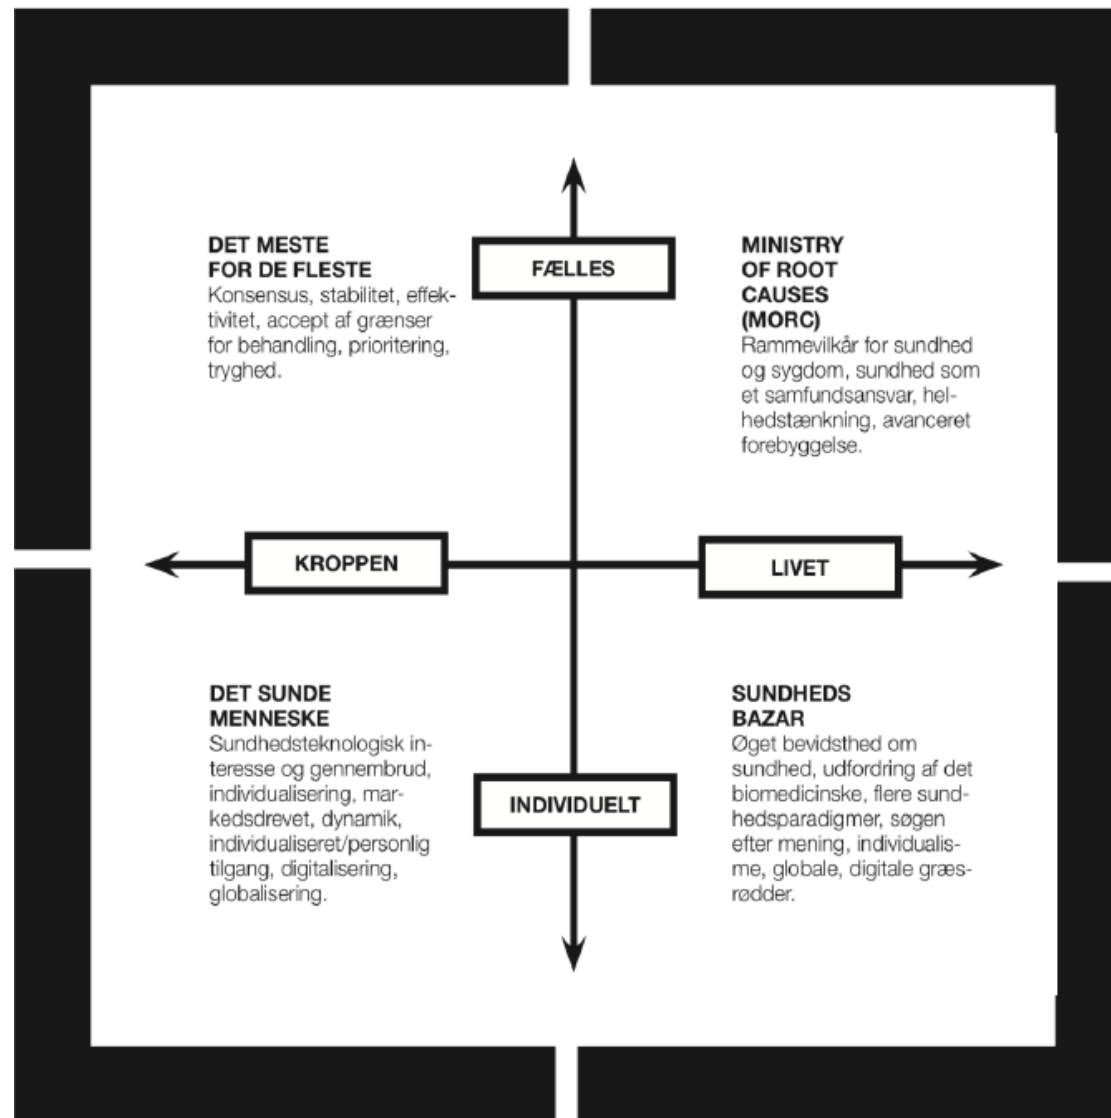 DET MESTE
FOR DE FLESTE
Konsensus, stabilitet, effek-
tivitet, accept af grænser
for behandling, prioritering,
tryghed.
FÆLLES
MINISTRY
OF ROOT
CAUSES
(MORC)
Rammevilkår for sundhed
og sygdom, sundhed som
et samfundsansvar, hel-
hedstænkning, avanceret
forebyggelse.
KROPPEN
LIVET
DET SUNDE
MENNESKE
Sundhedsteknologisk in-
teresse og gennembrud,
individualisering, mar-
kedsdrevet, dynamik,
individualiseret/personlig
tilgang, digitalisering,
globalisering.
INDIVIDUELT
SUNDHEDS
BAZAR
Øget bevidsthed om
sundhed, udfordring af det
biomedicinske, flere sund-
hedsparadigmer, søgen
efter mening, individualis-
me, globale, digitale græs-
rødder.